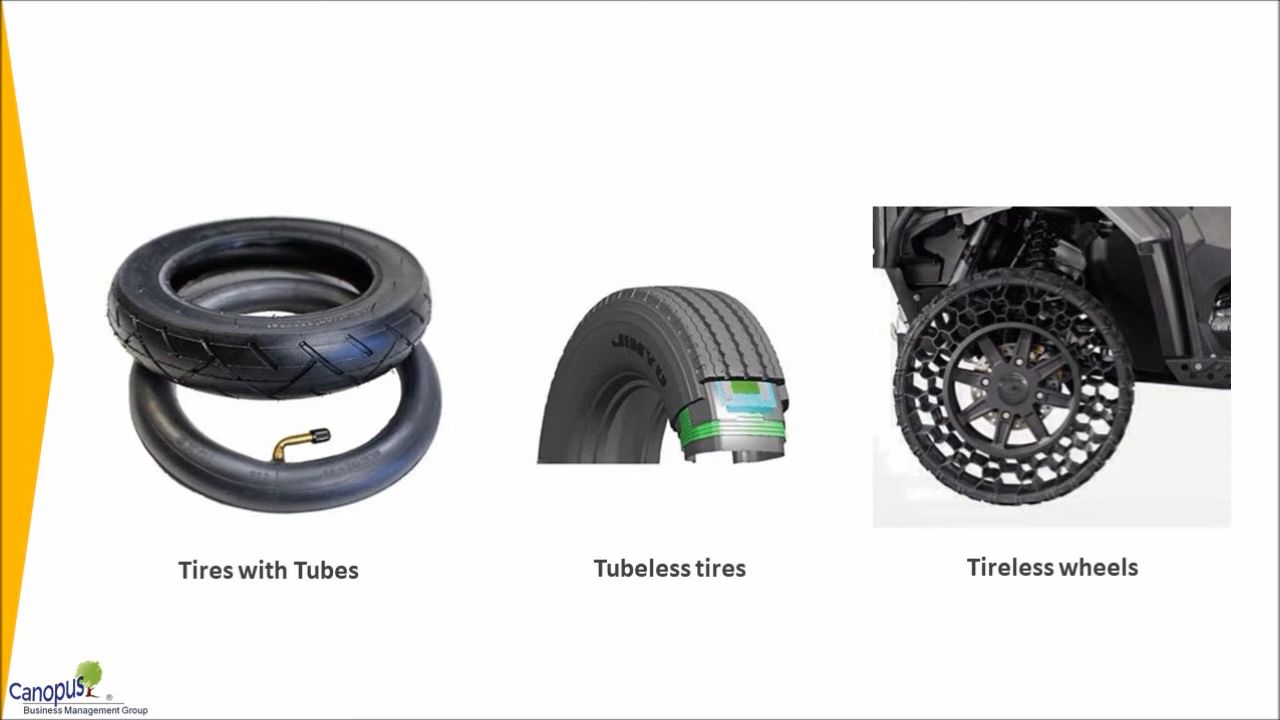 Tires with Tubes
Tubeless tires
Tireless wheels
Canopus ®
Business Management Group